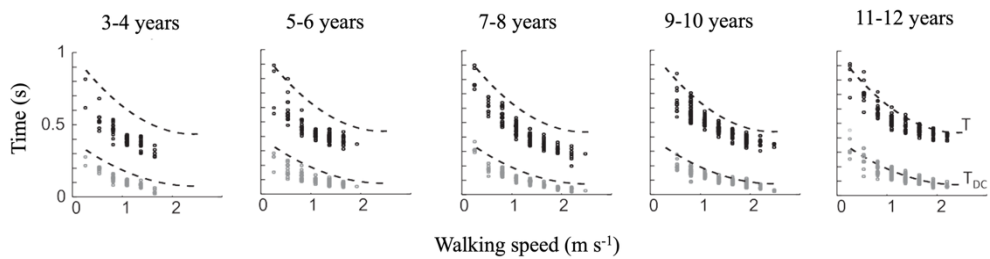 3-4 years 5-6 years 7-8 years 9-10 years 11-12 years
Time (s)
1
0.5
0
T
T_DC
0 1 2 0 1 2 0 1 2 0 1 2 0 1 2
Walking speed (m s⁻¹)